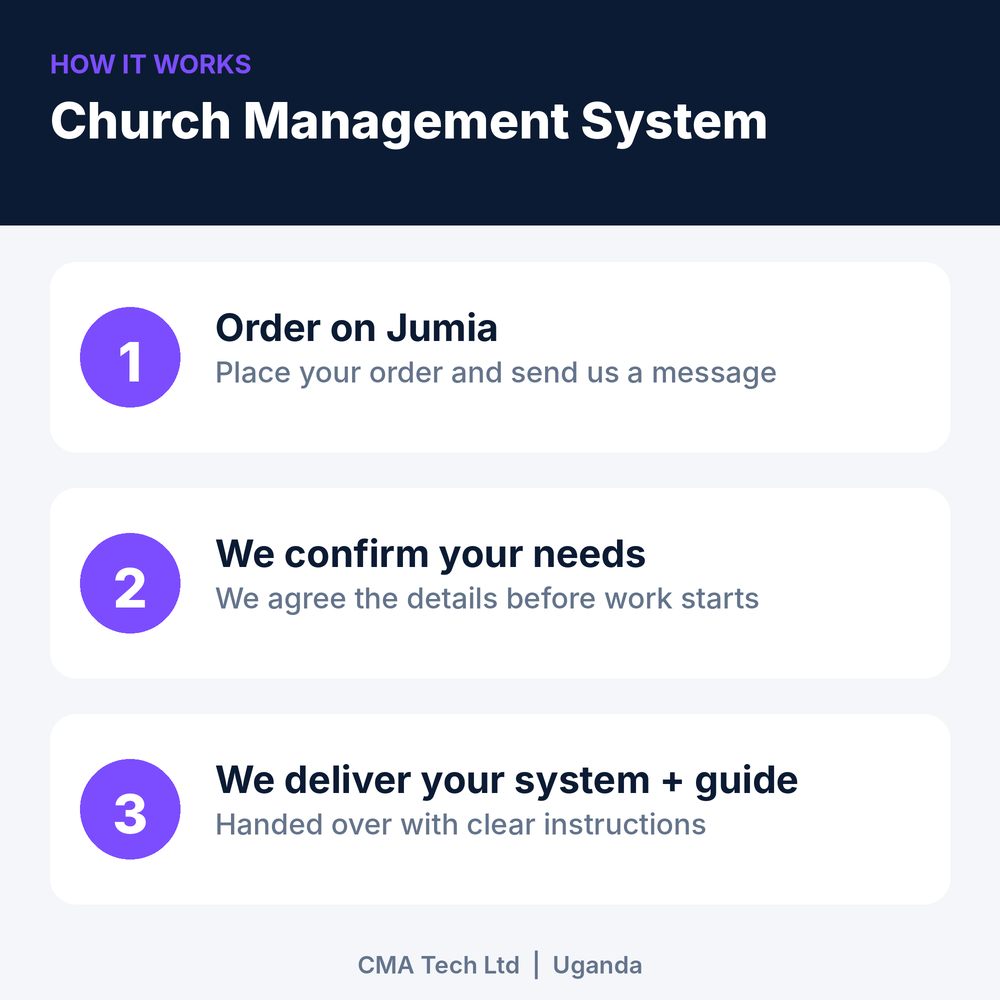 HOW IT WORKS
Church Management System
1
Order on Jumia
Place your order and send us a message
2
We confirm your needs
We agree the details before work starts
3
We deliver your system + guide
Handed over with clear instructions
CMA Tech Ltd | Uganda